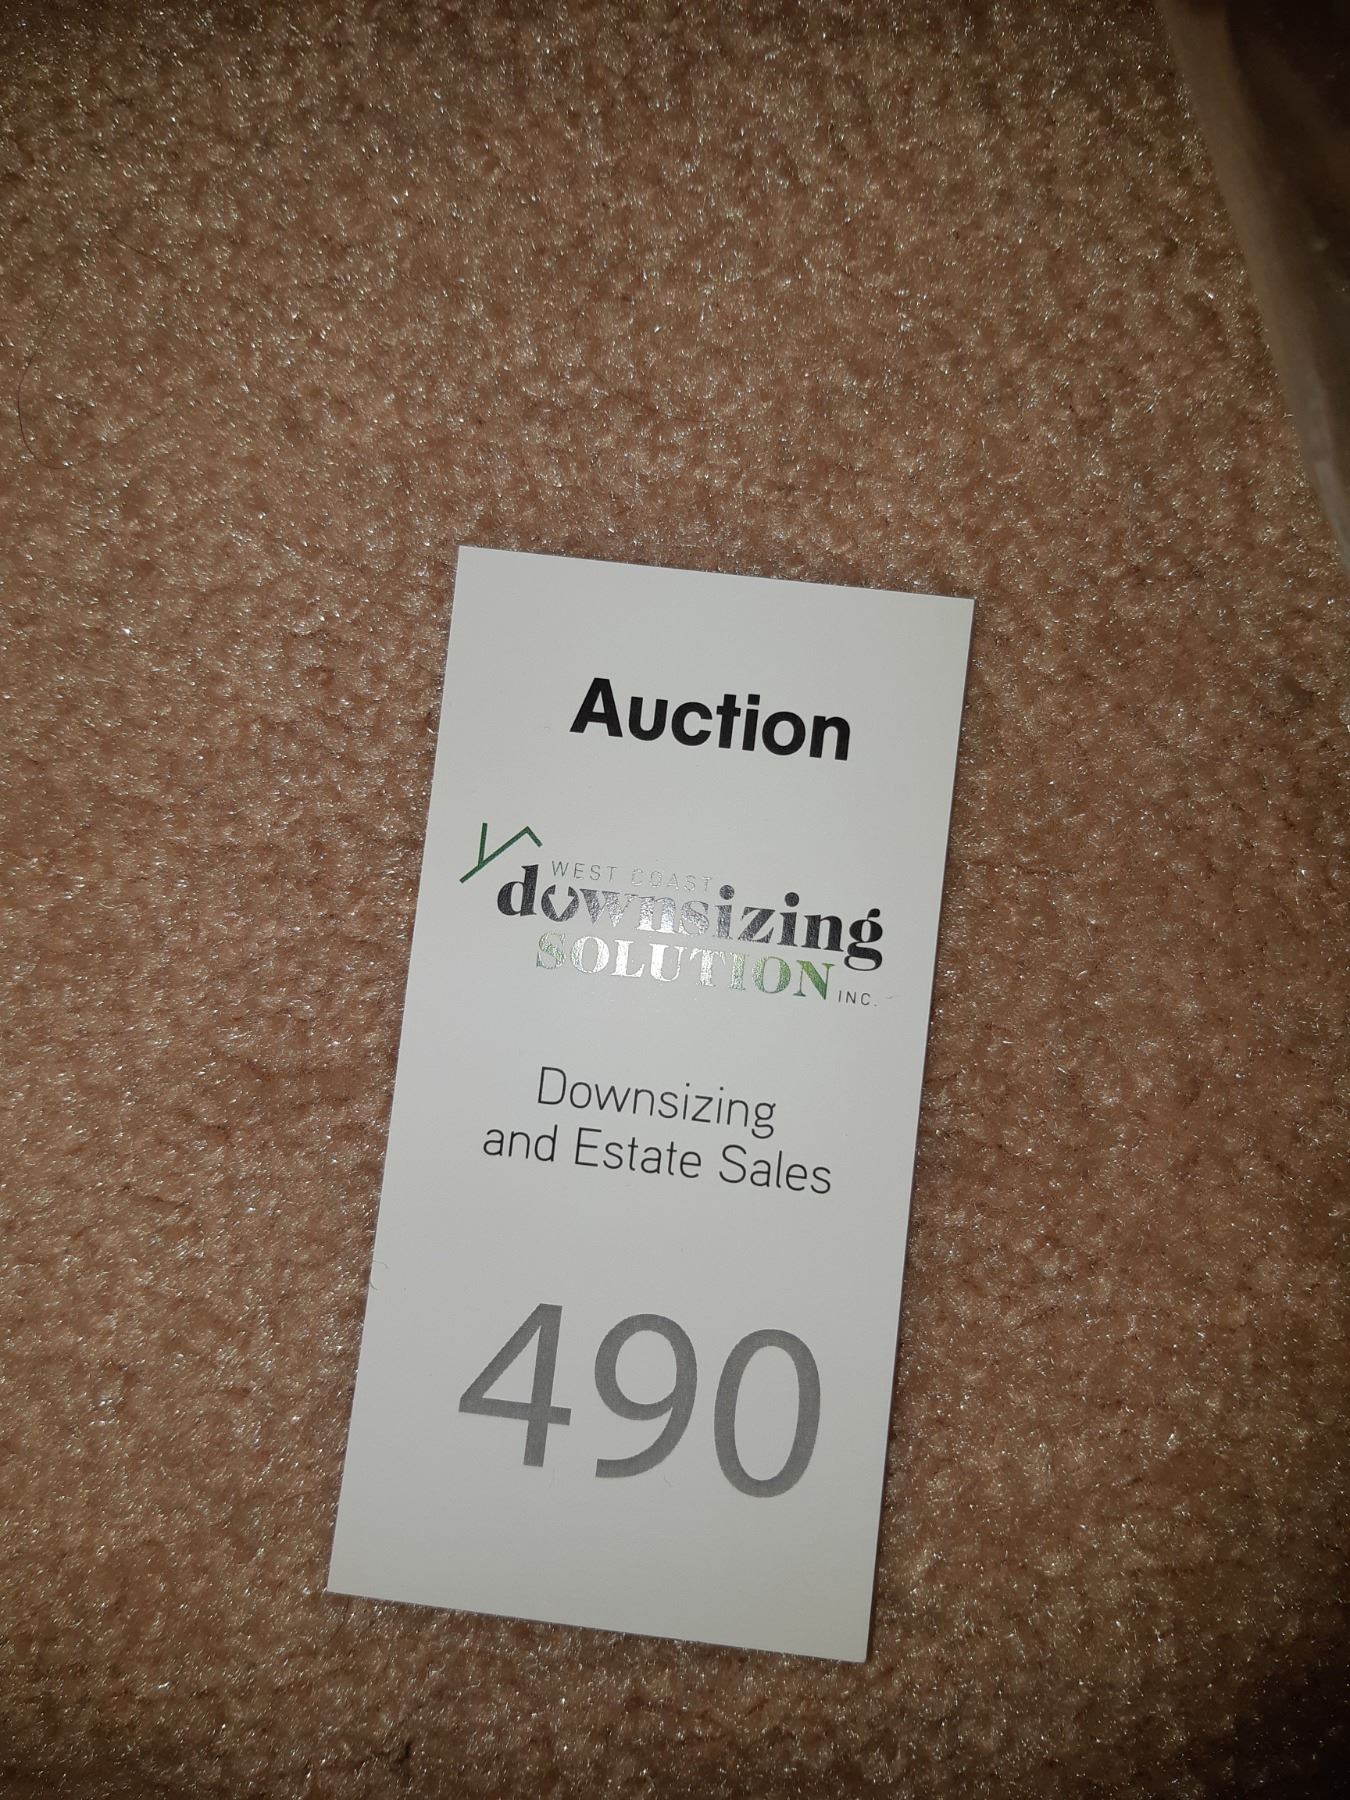 Auction
WEST COAST
downsizing
SOLUTION INC.
Downsizing
and Estate Sales
490